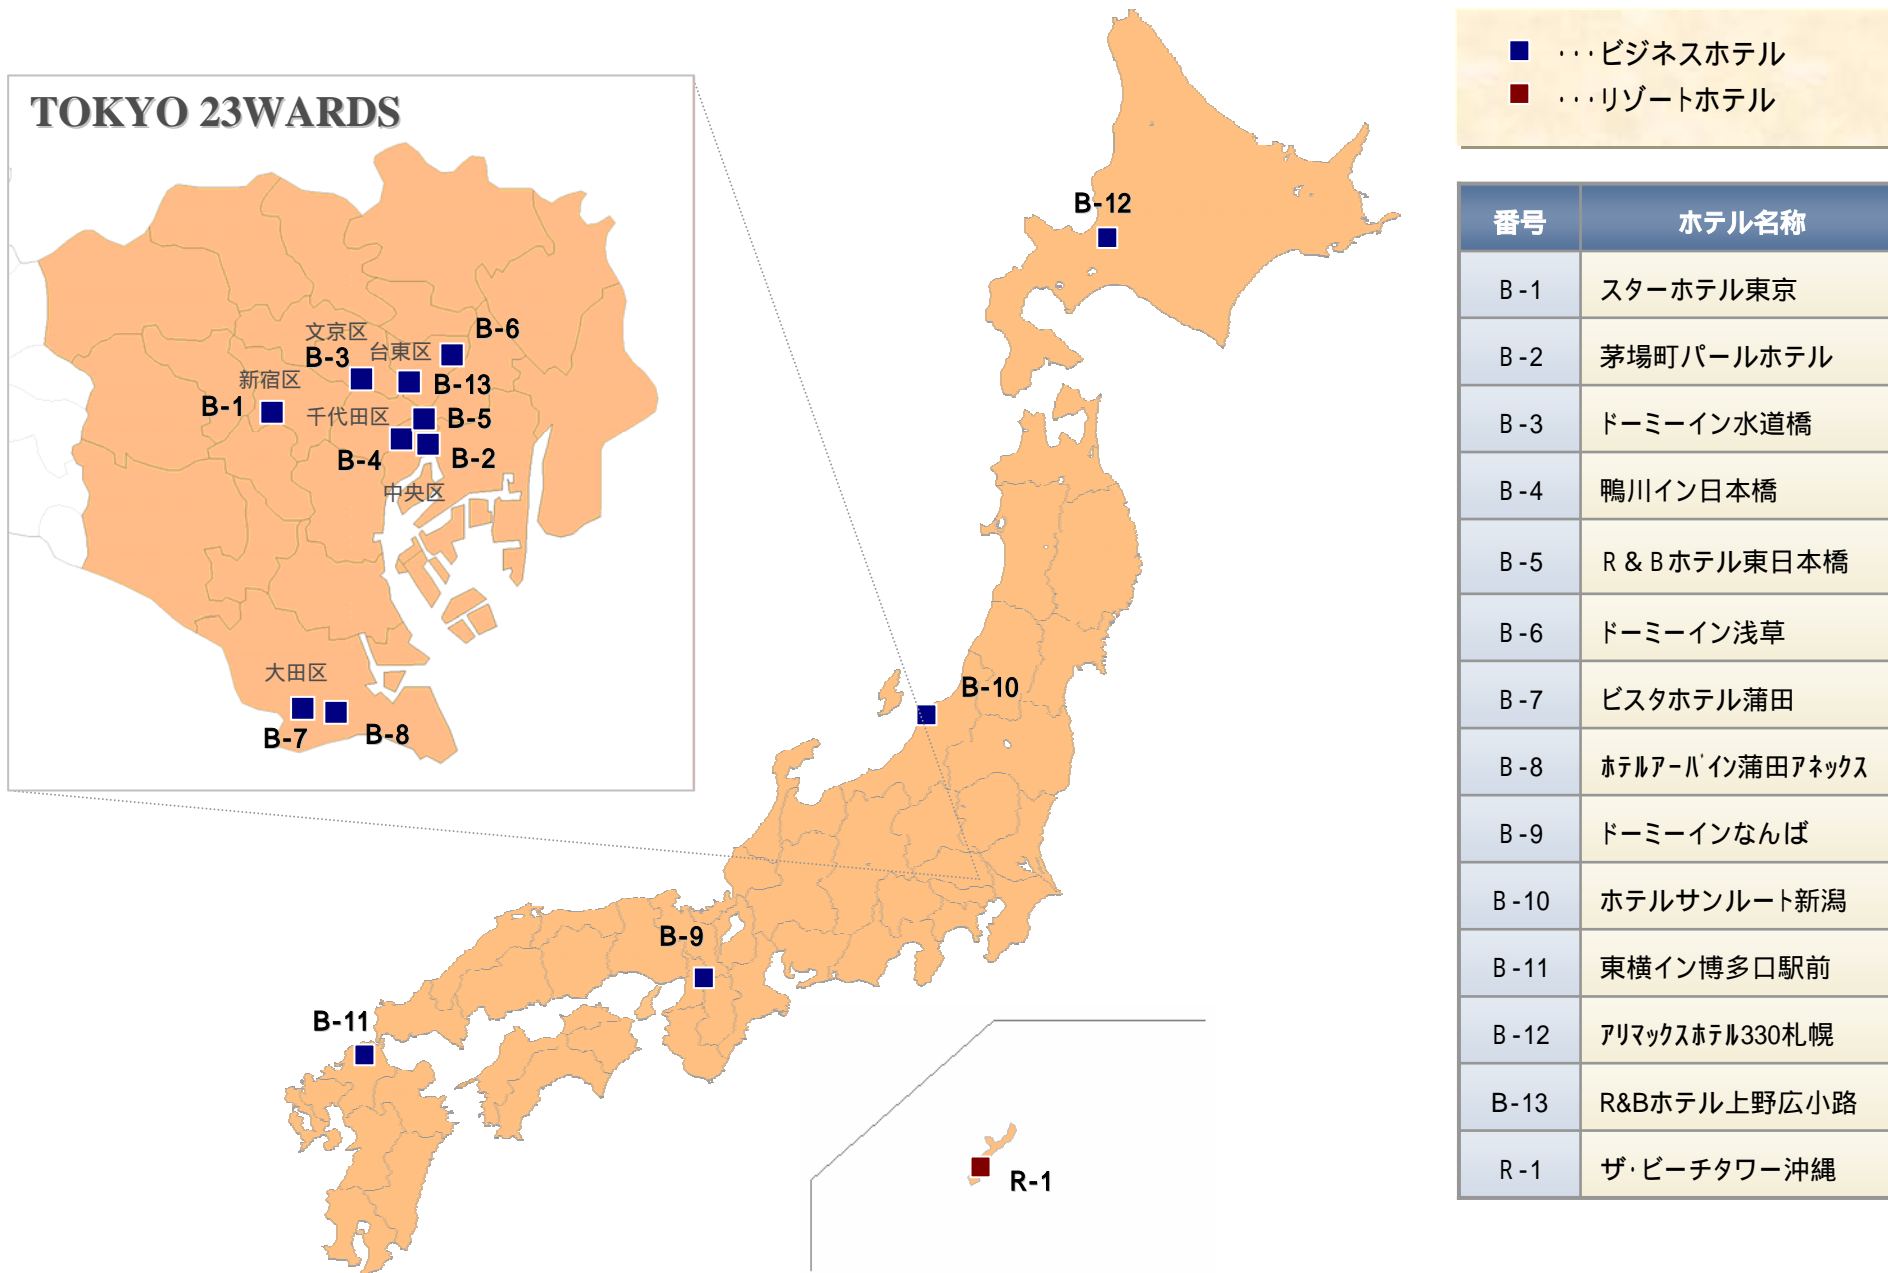 TOKYO 23WARDS
文京区
B-3
台東区
B-6
新宿区
B-13
B-1
千代田区
B-5
B-4
B-2
中央区
大田区
B-7
B-8
B-12
B-10
B-9
B-11
R-1
･･･ビジネスホテル
･･･リゾートホテル
番号 ホテル名称
B-1 スターホテル東京
B-2 茅場町パールホテル
B-3 ドーミーイン水道橋
B-4 鴨川イン日本橋
B-5 R&Bホテル東日本橋
B-6 ドーミーイン浅草
B-7 ビスタホテル蒲田
B-8 ﾎﾃﾙｱｰﾊﾞｲﾝ蒲田ｱﾈｯｸｽ
B-9 ドーミーインなんば
B-10 ホテルサンルート新潟
B-11 東横イン博多口駅前
B-12 ｱﾘﾏｯｸｽﾎﾃﾙ330札幌
B-13 R&Bホテル上野広小路
R-1 ザ･ビーチタワー沖縄